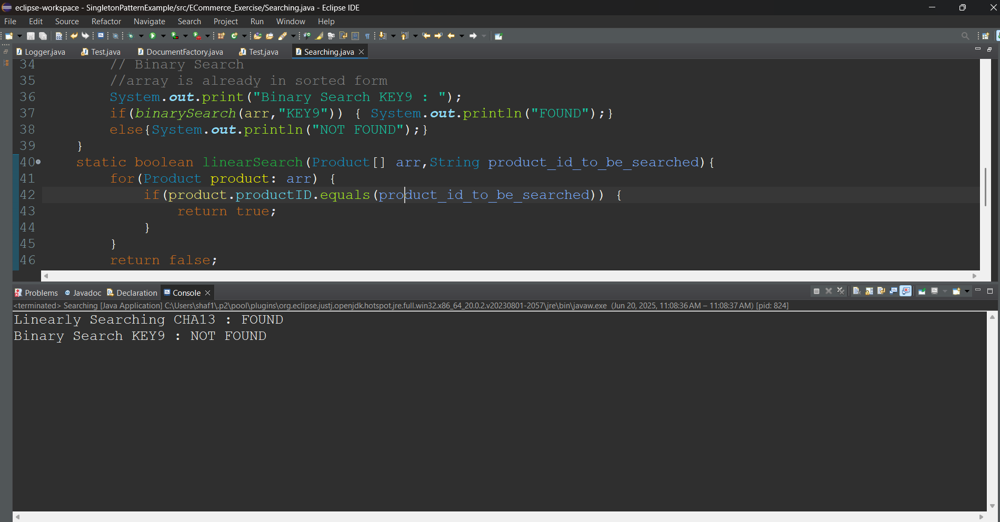 eclipse-workspace - SingletonPatternExample/src/ECommerce_Exercise/Searching.java - Eclipse IDE
File Edit Source Refactor Navigate Search Project Run Window Help
Logger.java Test.java DocumentFactory.java Test.java Searching.java
34 // Binary Search
35 //array is already in sorted form
36 System.out.print("Binary Search KEY9 : ");
37 if(binarySearch(arr,"KEY9")) { System.out.println("FOUND");}
38 else{System.out.println("NOT FOUND");}
39 }
40 static boolean linearSearch(Product[] arr,String product_id_to_be_searched){
41 for(Product product: arr) {
42 if(product.productID.equals(product_id_to_be_searched)) {
43 return true;
44 }
45 }
46 return false;
Problems Javadoc Declaration Console
<terminated> Searching [Java Application] C:\Users\shaf1\.p2\pool\plugins\org.eclipse.justj.openjdk.hotspot.jre.full.win32.x86_64_20.0.2.v20230801-2057\jre\bin\javaw.exe (Jun 20, 2025, 11:08:36 AM – 11:08:37 AM) [pid: 824]
Linearly Searching CHA13 : FOUND
Binary Search KEY9 : NOT FOUND